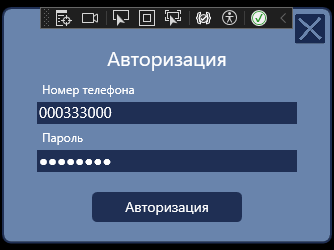 Авторизация
Номер телефона
000333000
Пароль
●●●●●●●●
Авторизация